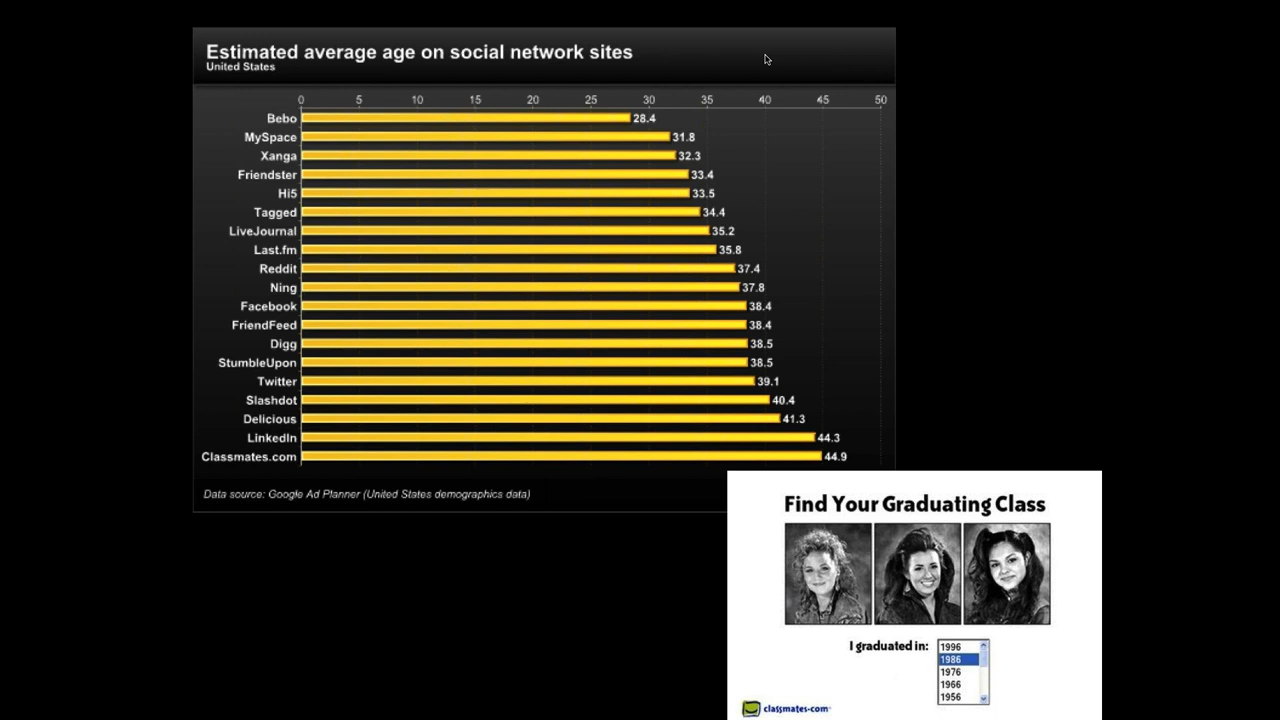 Estimated average age on social network sites
United States
0 5 10 15 20 25 30 35 40 45 50
Bebo 28.4
MySpace 31.8
Xanga 32.3
Friendster 33.4
Hi5 33.5
Tagged 34.4
LiveJournal 35.2
Last.fm 35.8
Reddit 37.4
Ning 37.8
Facebook 38.4
FriendFeed 38.4
Digg 38.5
StumbleUpon 38.5
Twitter 39.1
Slashdot 40.4
Delicious 41.3
LinkedIn 44.3
Classmates.com 44.9
Data source: Google Ad Planner (United States demographics data)
Find Your Graduating Class
I graduated in:
1996
1986
1976
1966
1956
classmates·com